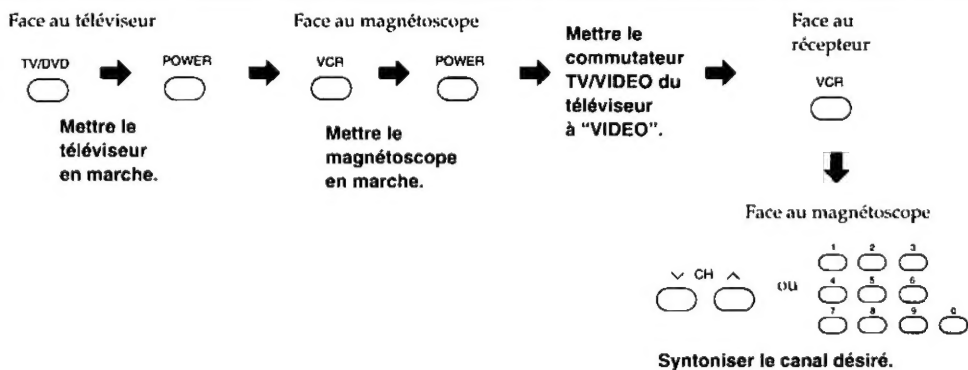 Face au téléviseur
TV/DVD
POWER
Mettre le
téléviseur
en marche.
Face au magnétoscope
VCR
POWER
Mettre le
magnétoscope
en marche.
Mettre le
commutateur
TV/VIDEO du
téléviseur
à “VIDEO”.
Face au
récepteur
VCR
Face au magnétoscope
CH
ou
1 2 3
4 5 6
7 8 9 0
Syntoniser le canal désiré.